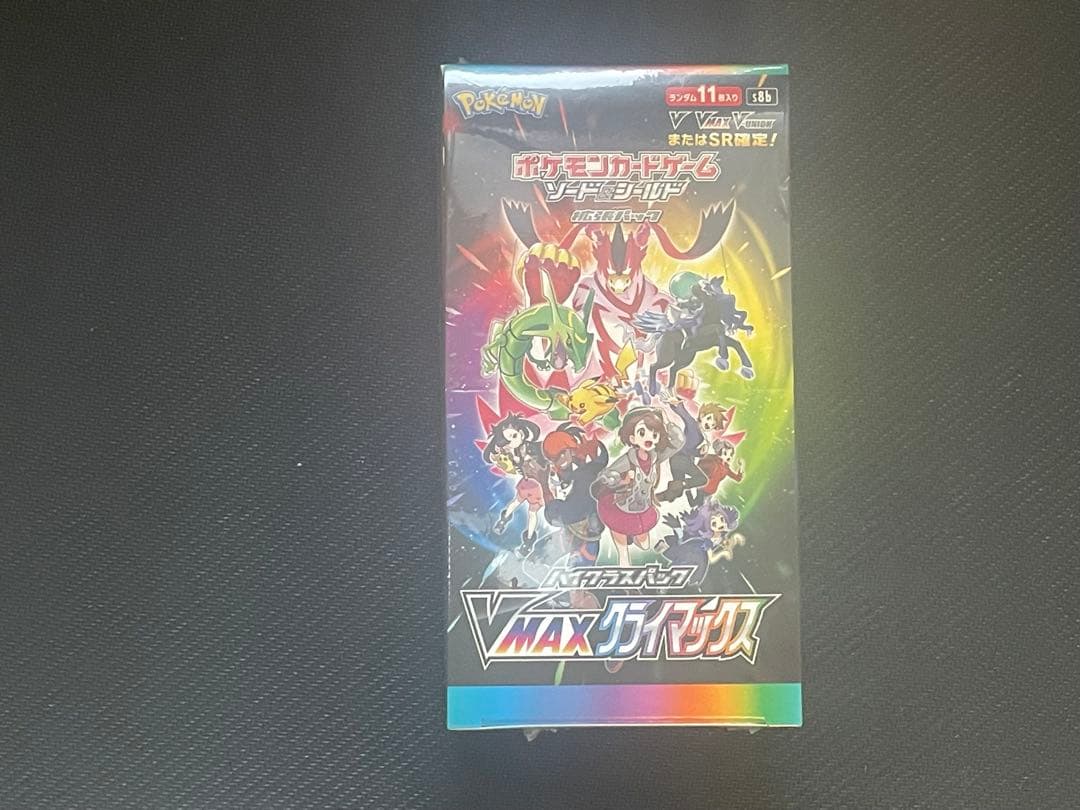 Pokémon
ランダム11枚入り s8b
V VMAX V-UNION
またはSR確定!
ポケモンカードゲーム
ソード&シールド
拡張パック
ハイクラスパック
VMAXクライマックス